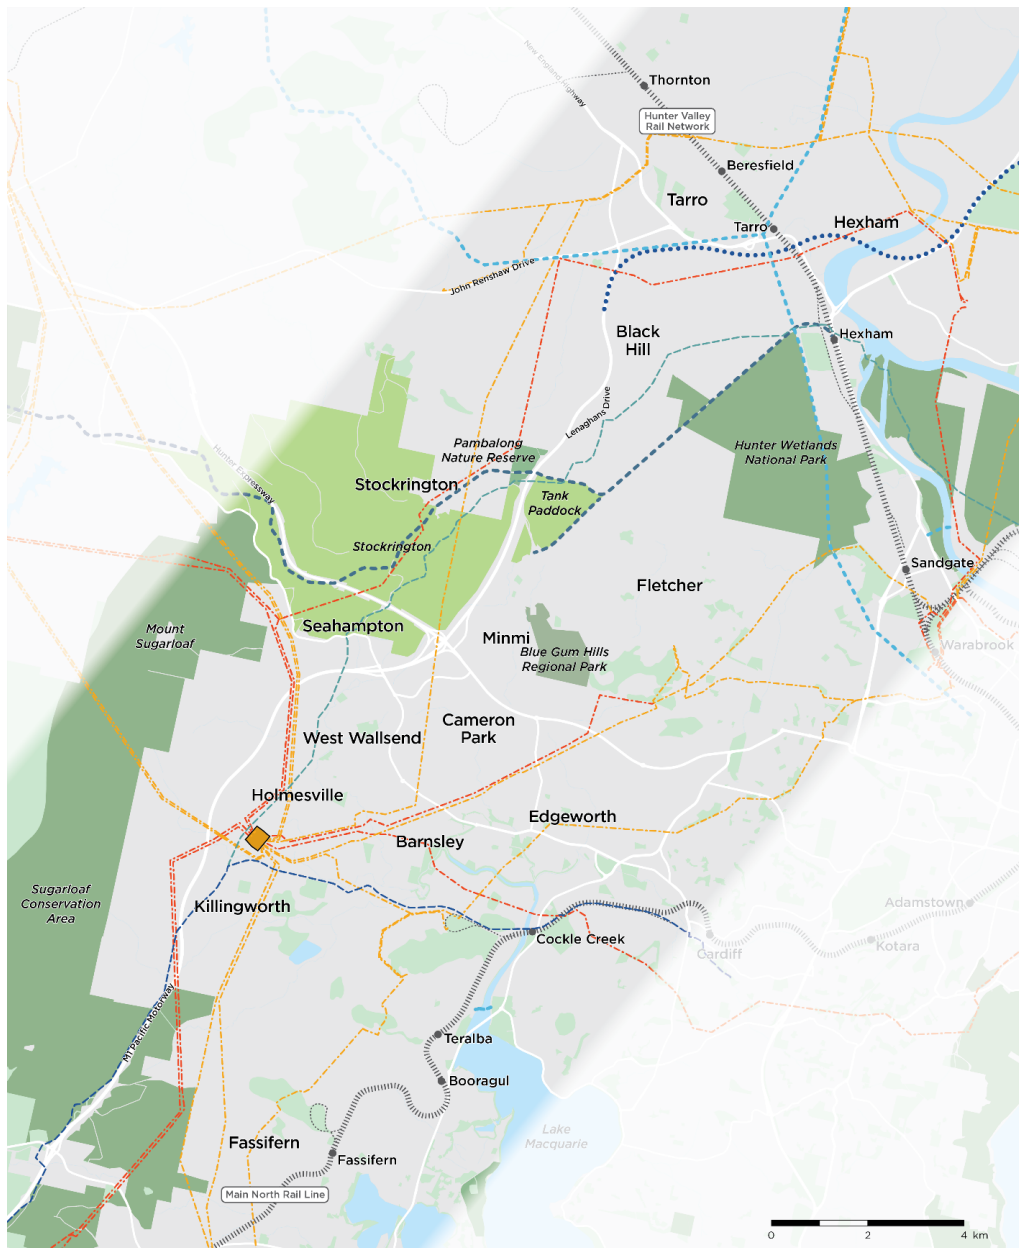 New England Highway
Thornton
Hunter Valley
Rail Network
Beresfield
Tarro
Tarro
Hexham
John Renshaw Drive
Black
Hill
Hexham
Lenaghans Drive
Pambalong
Nature Reserve
Hunter Wetlands
National Park
Hunter Expressway
Stockrington
Tank
Paddock
Stockrington
Sandgate
Fletcher
Seahampton
Mount
Sugarloaf
Minmi
Blue Gum Hills
Regional Park
Warabrook
Cameron
Park
West Wallsend
Holmesville
Edgeworth
Barnsley
Sugarloaf
Conservation
Area
Killingworth
Adamstown
Cockle Creek
Kotara
Cardiff
M1 Pacific Motorway
Teralba
Booragul
Lake
Macquarie
Fassifern
Fassifern
Main North Rail Line
0 2 4 km